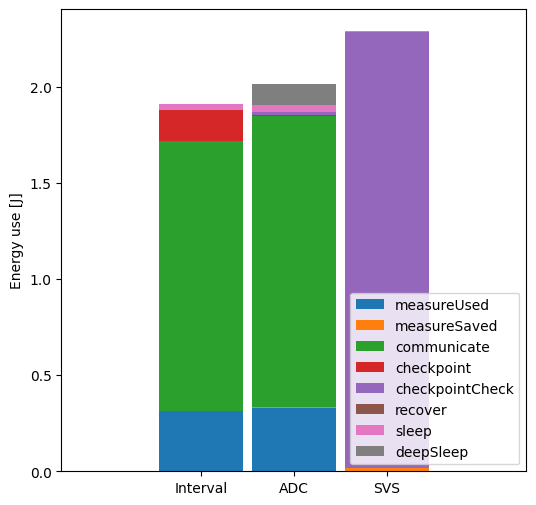 Energy use [J]
2.0
1.5
1.0
0.5
0.0
measureUsed
measureSaved
communicate
checkpoint
checkpointCheck
recover
sleep
deepSleep
Interval
ADC
SVS